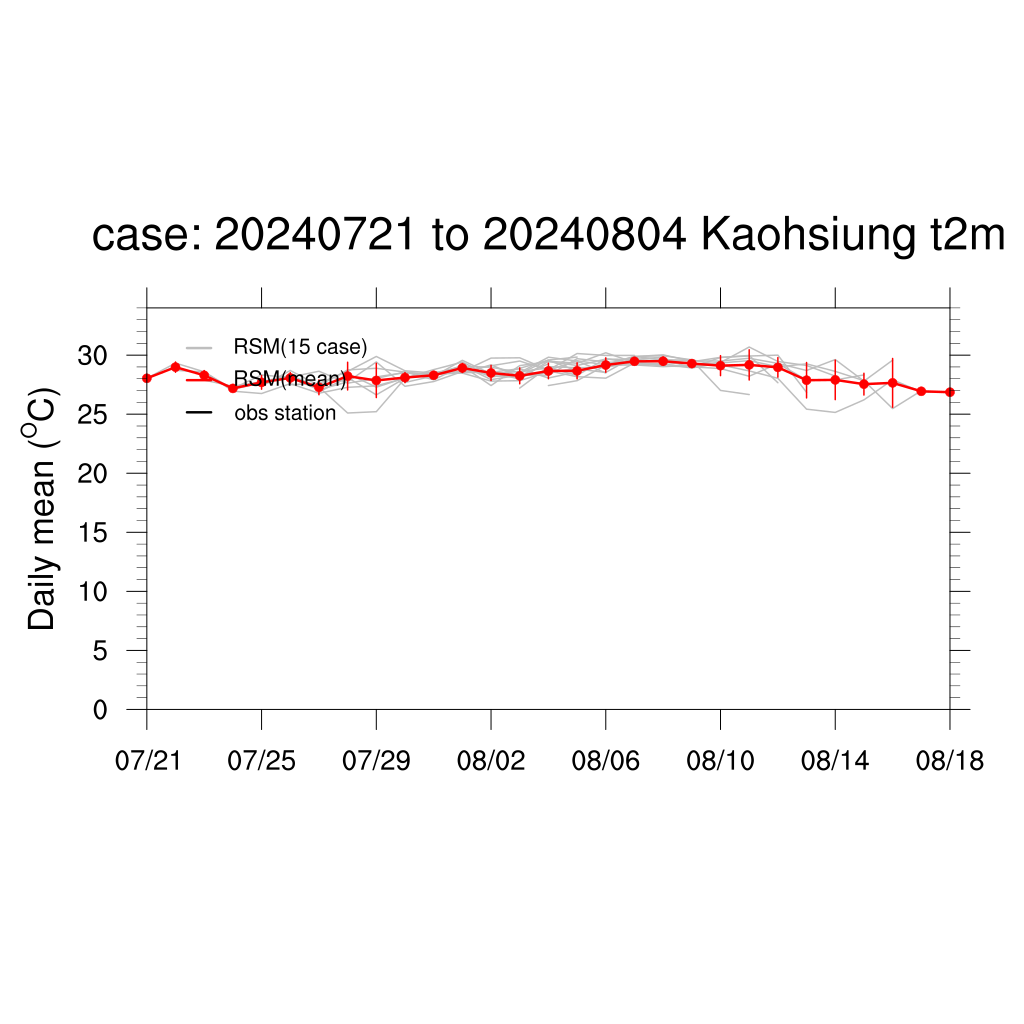 case: 20240721 to 20240804 Kaohsiung t2m
RSM(15 case)
RSM(mean)
obs station
Daily mean (°C)
30
25
20
15
10
5
0
07/21 07/25 07/29 08/02 08/06 08/10 08/14 08/18